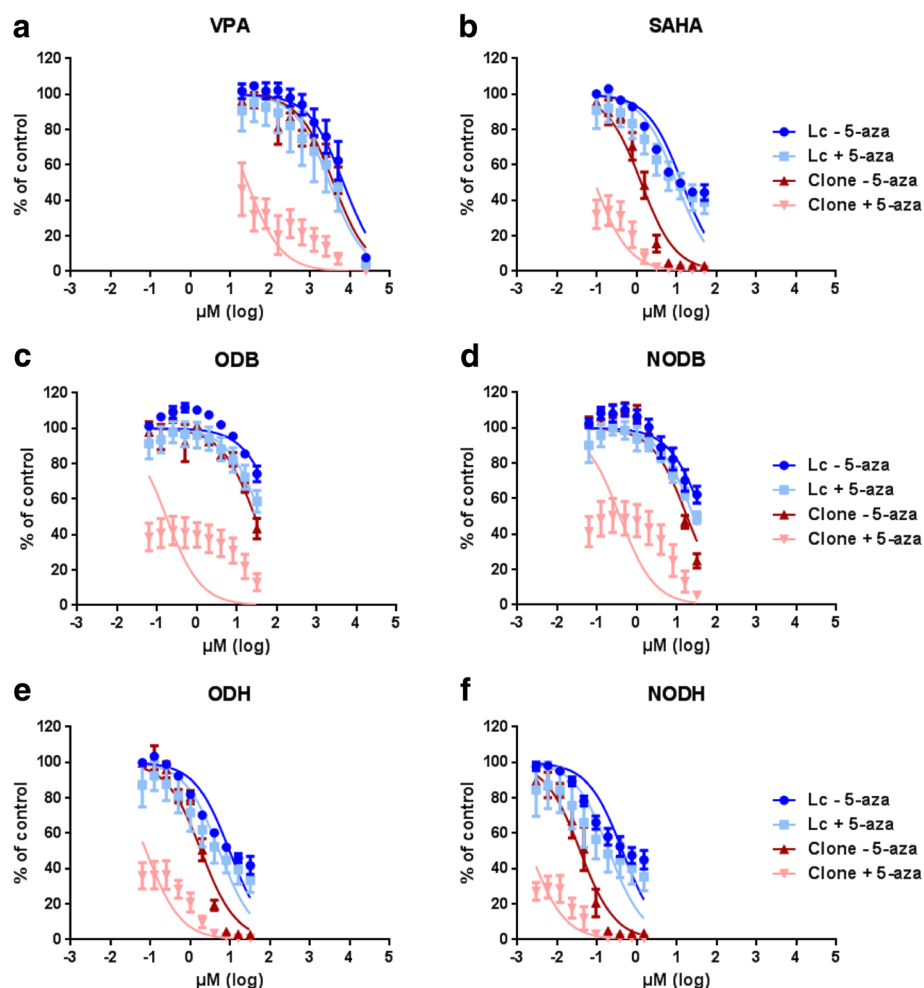 a
VPA
120
100
80
60
40
20
0
% of control
-3 -2 -1 0 1 2 3 4 5
µM (log)
b
SAHA
120
100
80
60
40
20
0
% of control
-3 -2 -1 0 1 2 3 4 5
µM (log)
Lc - 5-aza
Lc + 5-aza
Clone - 5-aza
Clone + 5-aza
c
ODB
120
100
80
60
40
20
0
% of control
-3 -2 -1 0 1 2 3 4 5
µM (log)
d
NODB
120
100
80
60
40
20
0
% of control
-3 -2 -1 0 1 2 3 4 5
µM (log)
Lc - 5-aza
Lc + 5-aza
Clone - 5-aza
Clone + 5-aza
e
ODH
120
100
80
60
40
20
0
% of control
-3 -2 -1 0 1 2 3 4 5
µM (log)
f
NODH
120
100
80
60
40
20
0
% of control
-3 -2 -1 0 1 2 3 4 5
µM (log)
Lc - 5-aza
Lc + 5-aza
Clone - 5-aza
Clone + 5-aza